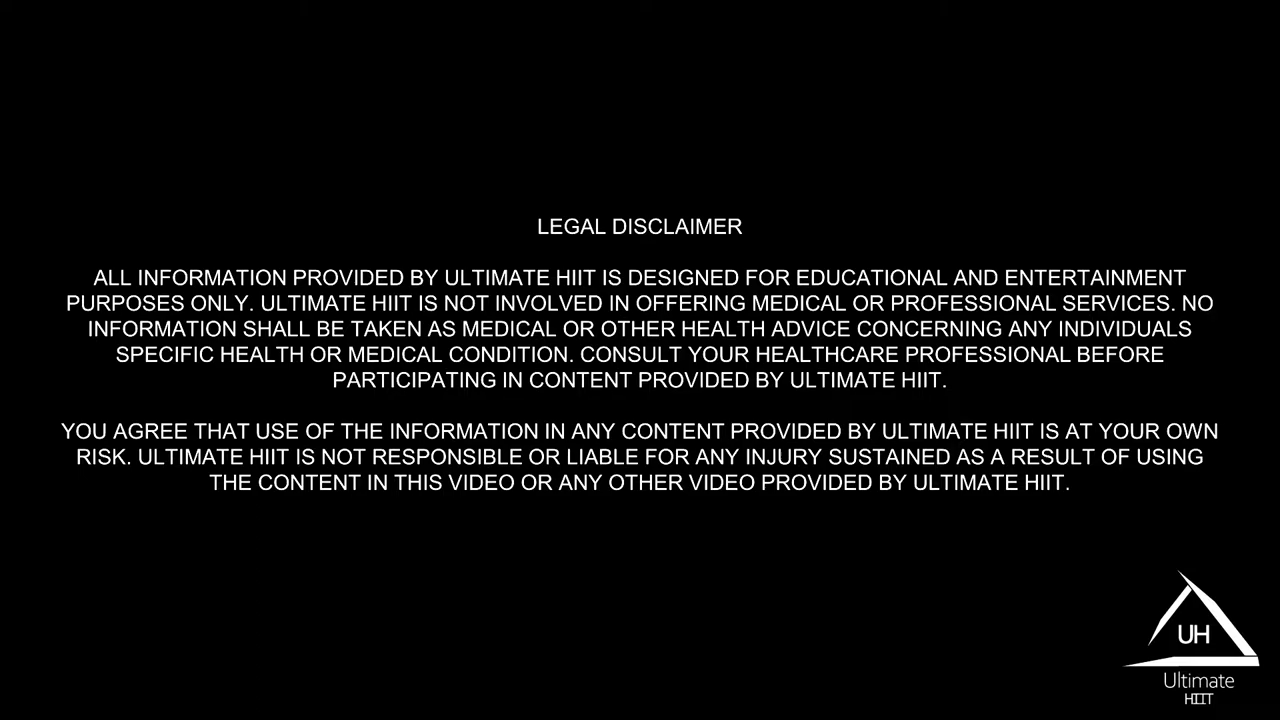 LEGAL DISCLAIMER
ALL INFORMATION PROVIDED BY ULTIMATE HIIT IS DESIGNED FOR EDUCATIONAL AND ENTERTAINMENT
PURPOSES ONLY. ULTIMATE HIIT IS NOT INVOLVED IN OFFERING MEDICAL OR PROFESSIONAL SERVICES. NO
INFORMATION SHALL BE TAKEN AS MEDICAL OR OTHER HEALTH ADVICE CONCERNING ANY INDIVIDUALS
SPECIFIC HEALTH OR MEDICAL CONDITION. CONSULT YOUR HEALTHCARE PROFESSIONAL BEFORE
PARTICIPATING IN CONTENT PROVIDED BY ULTIMATE HIIT.
YOU AGREE THAT USE OF THE INFORMATION IN ANY CONTENT PROVIDED BY ULTIMATE HIIT IS AT YOUR OWN
RISK. ULTIMATE HIIT IS NOT RESPONSIBLE OR LIABLE FOR ANY INJURY SUSTAINED AS A RESULT OF USING
THE CONTENT IN THIS VIDEO OR ANY OTHER VIDEO PROVIDED BY ULTIMATE HIIT.
UH
Ultimate
HIIT